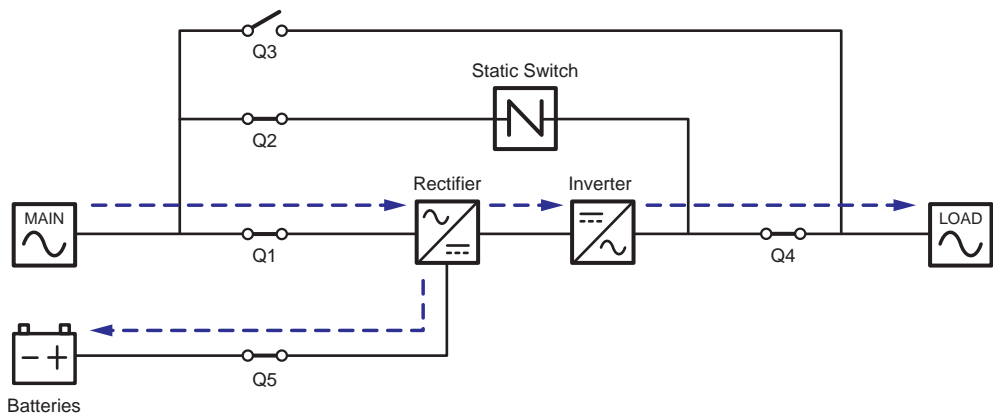 Q3
Static Switch
Q2
Rectifier
Inverter
MAIN
LOAD
Q1
Q4
Q5
Batteries